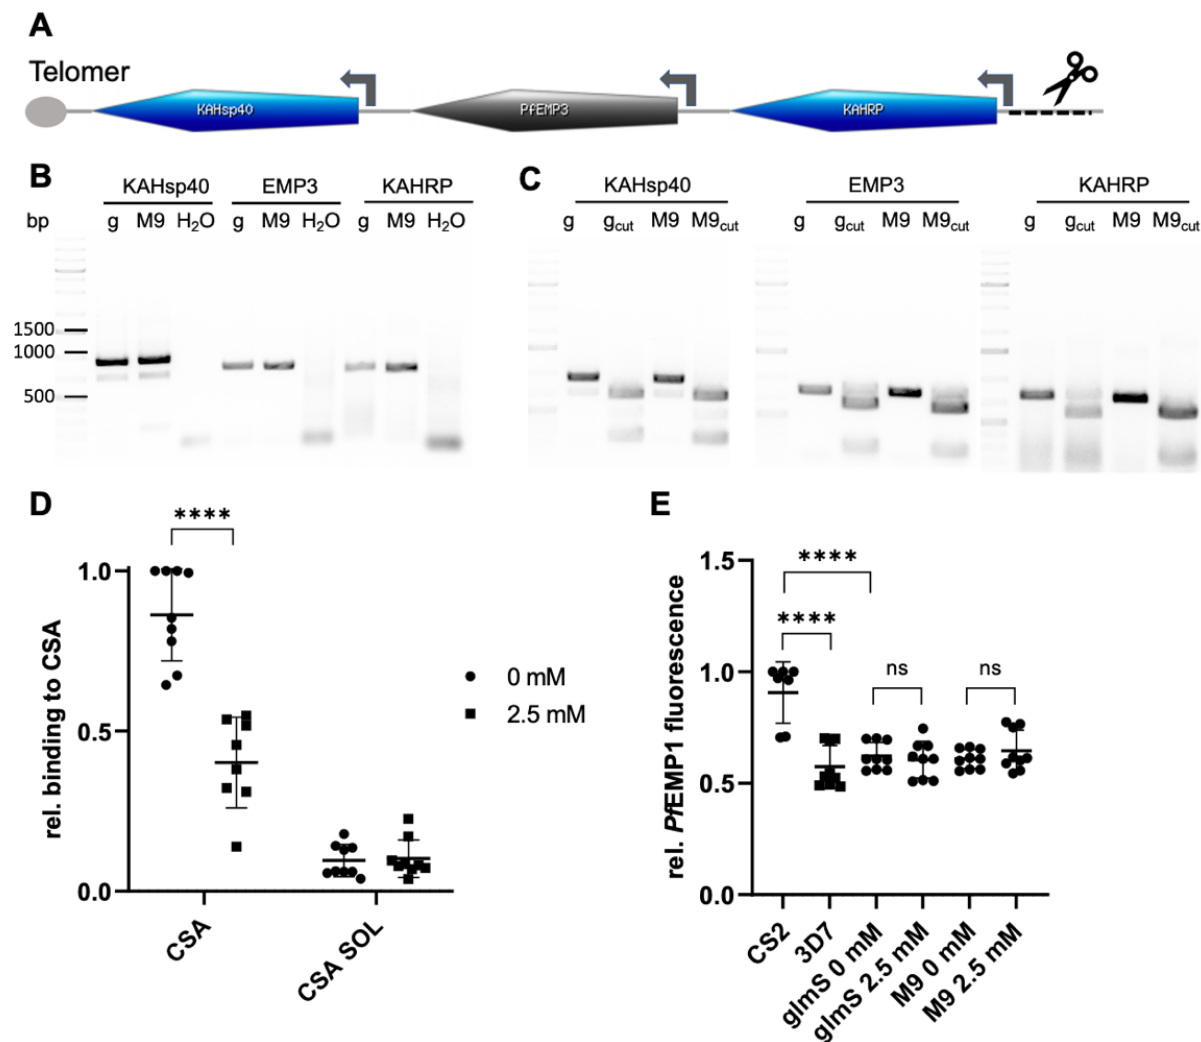 A
Telomer
KAHsp40 PfEMP3 KAHRP
B
KAHsp40 EMP3 KAHRP
bp g M9 H₂O g M9 H₂O g M9 H₂O
1500
1000
500
C
KAHsp40 EMP3 KAHRP
g gcut M9 M9cut g gcut M9 M9cut g gcut M9 M9cut
D
****
rel. binding to CSA
1.0
0.5
0.0
CSA
CSA SOL
0 mM
2.5 mM
E
****
****
ns
ns
rel. PfEMP1 fluorescence
1.5
1.0
0.5
0.0
CS2
3D7
glmS 0 mM
glmS 2.5 mM
M9 0 mM
M9 2.5 mM